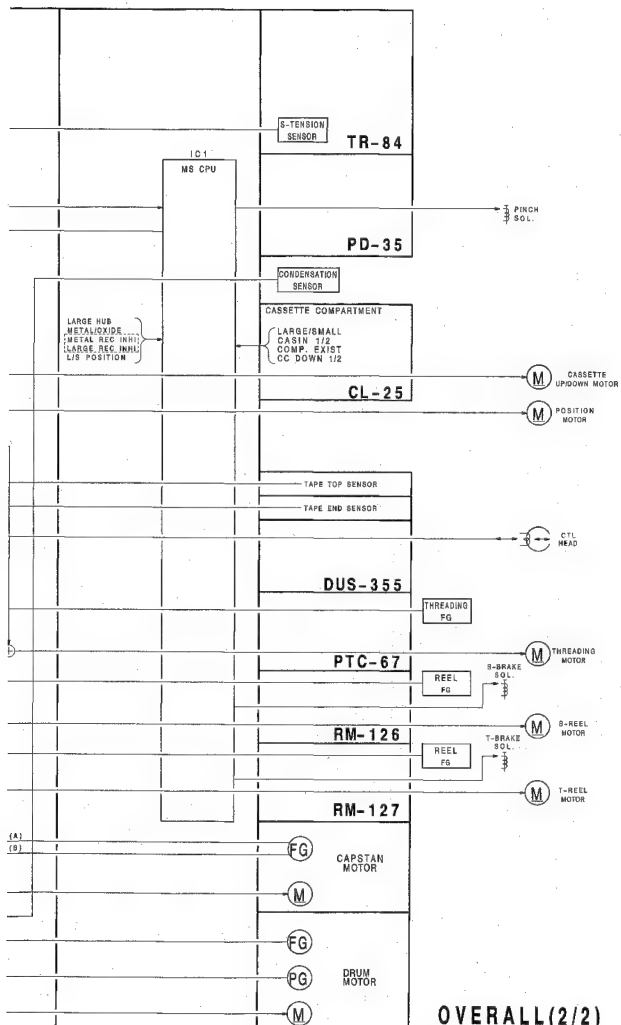 S-TENSION
SENSOR
TR-84
IC1
MS CPU
PINCH
SOL.
PD-35
CONDENSATION
SENSOR
CASSETTE COMPARTMENT
LARGE HUB
METAL/OXIDE
METAL REC INHI
LARGE REC INHI
L/S POSITION
LARGE/SMALL
CASIN 1/2
COMP. EXIST
CC DOWN 1/2
CL-25
M
CASSETTE
UP/DOWN MOTOR
M
POSITION
MOTOR
TAPE TOP SENSOR
TAPE END SENSOR
CTL
HEAD
DUS-355
THREADING
FG
PTC-67
M
THREADING
MOTOR
REEL
FG
S-BRAKE
SOL.
RM-126
M
S-REEL
MOTOR
REEL
FG
T-BRAKE
SOL.
RM-127
M
T-REEL
MOTOR
(A)
(B)
FG
CAPSTAN
MOTOR
M
FG
PG
DRUM
MOTOR
M
OVERALL(2/2)